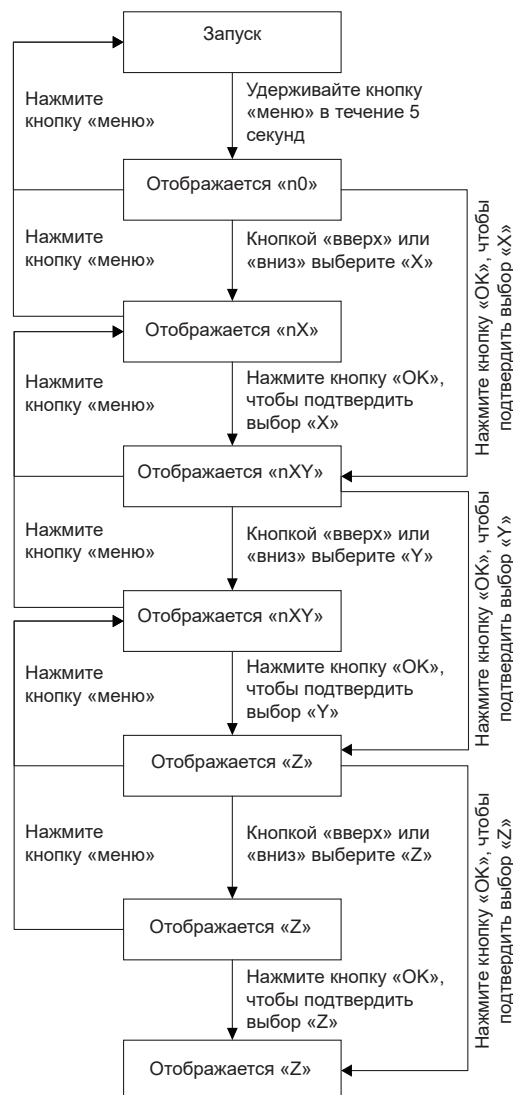 Запуск
Нажмите
кнопку «меню»
Удерживайте кнопку
«меню» в течение 5
секунд
Отображается «n0»
Нажмите
кнопку «меню»
Кнопкой «вверх» или
«вниз» выберите «X»
Нажмите кнопку «OK», чтобы
подтвердить выбор «X»
Отображается «nX»
Нажмите
кнопку «меню»
Нажмите кнопку «OK»,
чтобы подтвердить
выбор «X»
Отображается «nXY»
Нажмите
кнопку «меню»
Кнопкой «вверх» или
«вниз» выберите «Y»
Нажмите кнопку «OK», чтобы
подтвердить выбор «Y»
Отображается «nXY»
Нажмите
кнопку «меню»
Нажмите кнопку «OK»,
чтобы подтвердить
выбор «Y»
Отображается «Z»
Нажмите
кнопку «меню»
Кнопкой «вверх» или
«вниз» выберите «Z»
Нажмите кнопку «OK», чтобы
подтвердить выбор «Z»
Отображается «Z»
Нажмите кнопку «OK»,
чтобы подтвердить
выбор «Z»
Отображается «Z»